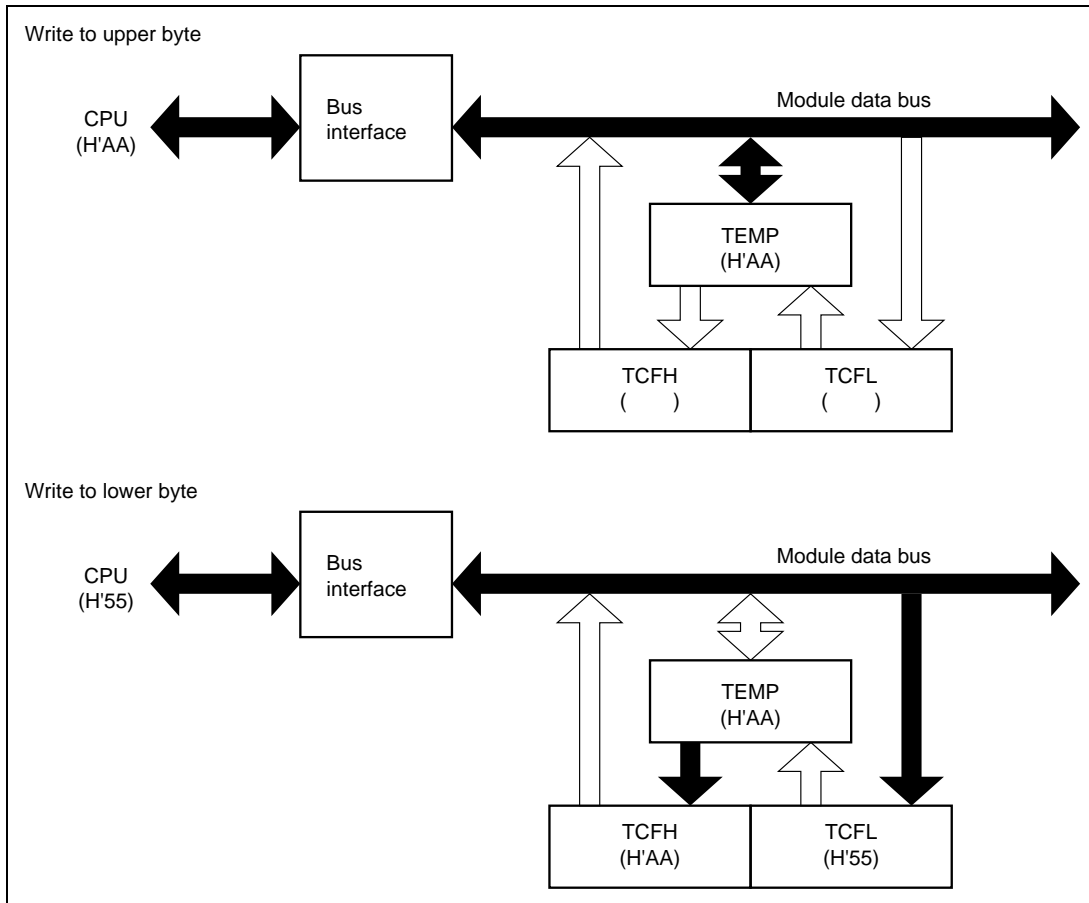 Write to upper byte
CPU
(H'AA)
Bus
interface
Module data bus
TEMP
(H'AA)
TCFH
(    )
TCFL
(    )
Write to lower byte
CPU
(H'55)
Bus
interface
Module data bus
TEMP
(H'AA)
TCFH
(H'AA)
TCFL
(H'55)